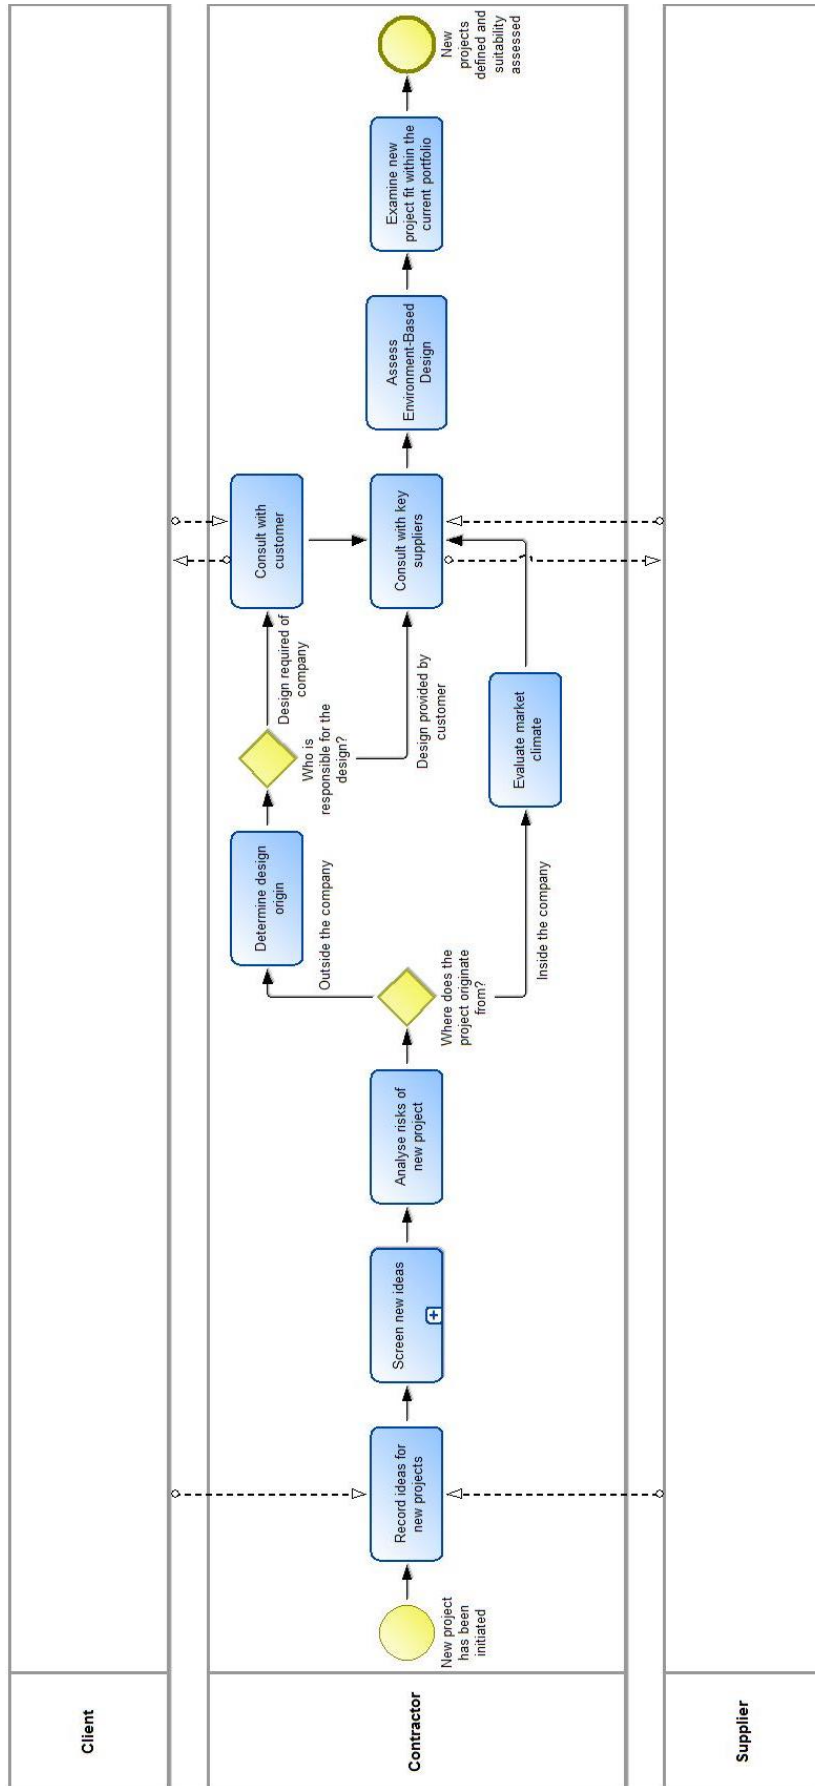 Client
Contractor
New project
has been
initiated
Record ideas for
new projects
Screen new ideas
Analyse risks of
new project
Where does the
project originate
from?
Outside the company
Inside the company
Determine design
origin
Who is
responsible for the
design?
Design required of
company
Design provided by
customer
Evaluate market
climate
Consult with
customer
Consult with key
suppliers
Assess
Environment-Based
Design
Examine new
project fit within the
current portfolio
New
projects
defined and
suitability
assessed
Supplier